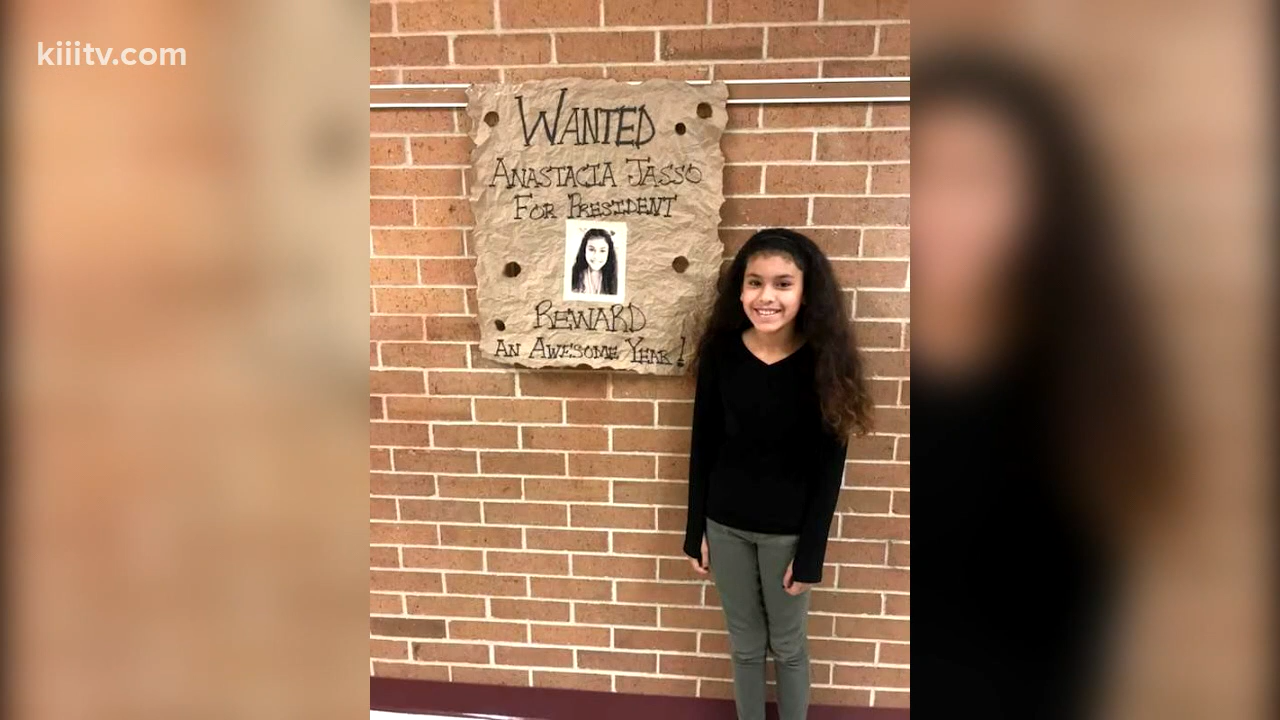 kiiitv.com
WANTED
ANASTACIA JASSO
FOR PRESIDENT
REWARD
AN AWESOME YEAR!